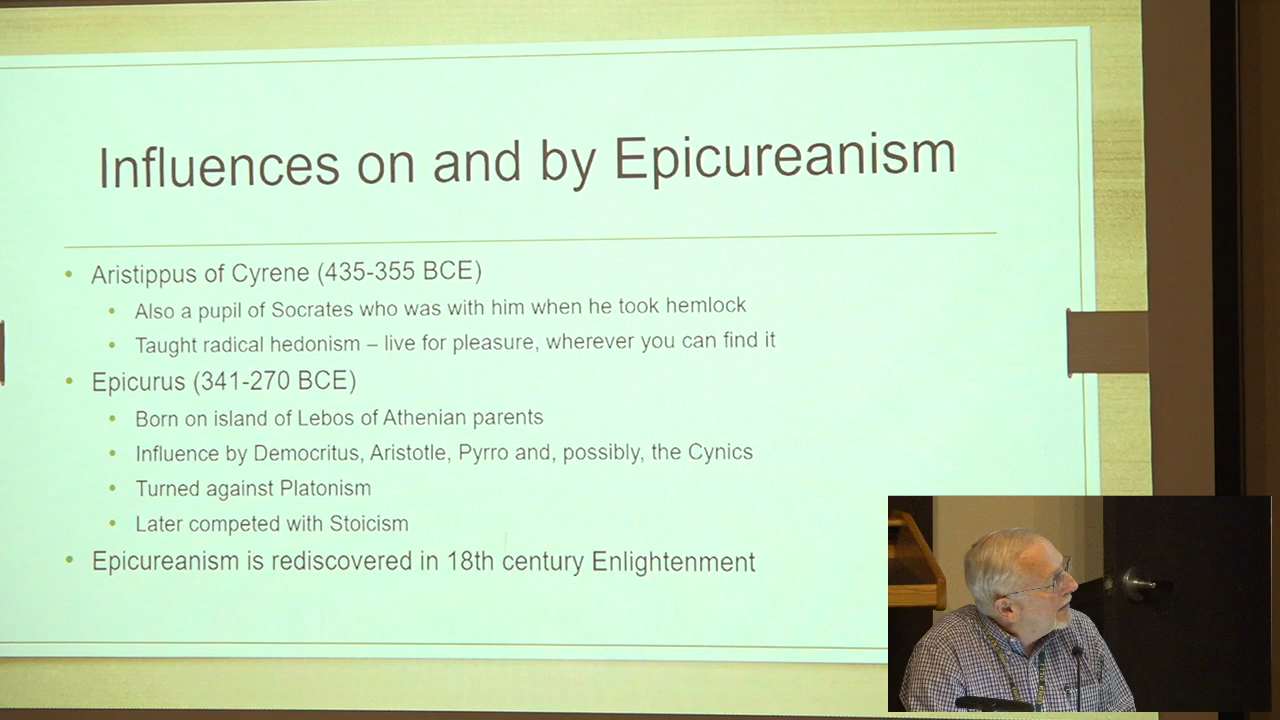 Influences on and by Epicureanism
• Aristippus of Cyrene (435-355 BCE)
• Also a pupil of Socrates who was with him when he took hemlock
• Taught radical hedonism – live for pleasure, wherever you can find it
• Epicurus (341-270 BCE)
• Born on island of Lebos of Athenian parents
• Influence by Democritus, Aristotle, Pyrro and, possibly, the Cynics
• Turned against Platonism
• Later competed with Stoicism
• Epicureanism is rediscovered in 18th century Enlightenment